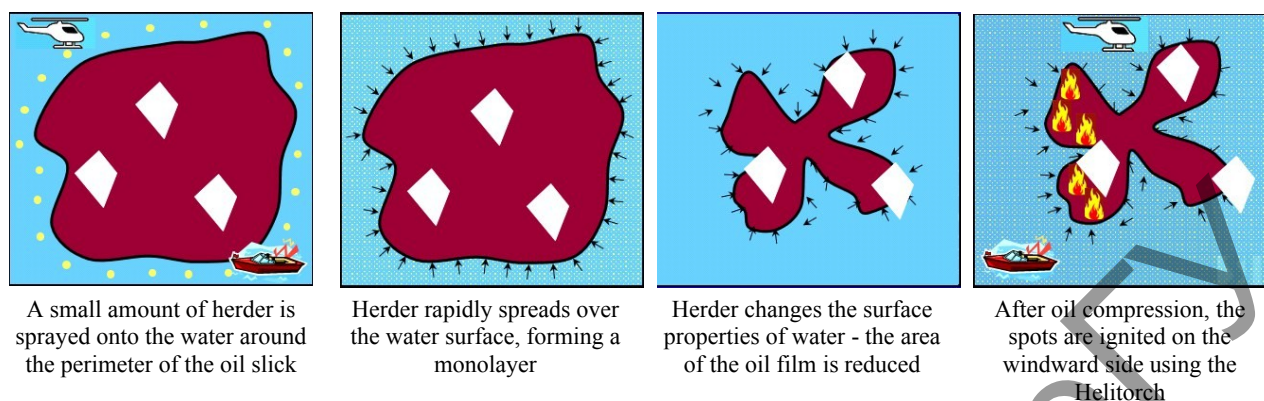 A small amount of herder is
sprayed onto the water around
the perimeter of the oil slick
Herder rapidly spreads over
the water surface, forming a
monolayer
Herder changes the surface
properties of water - the area
of the oil film is reduced
After oil compression, the
spots are ignited on the
windward side using the
Helitorch